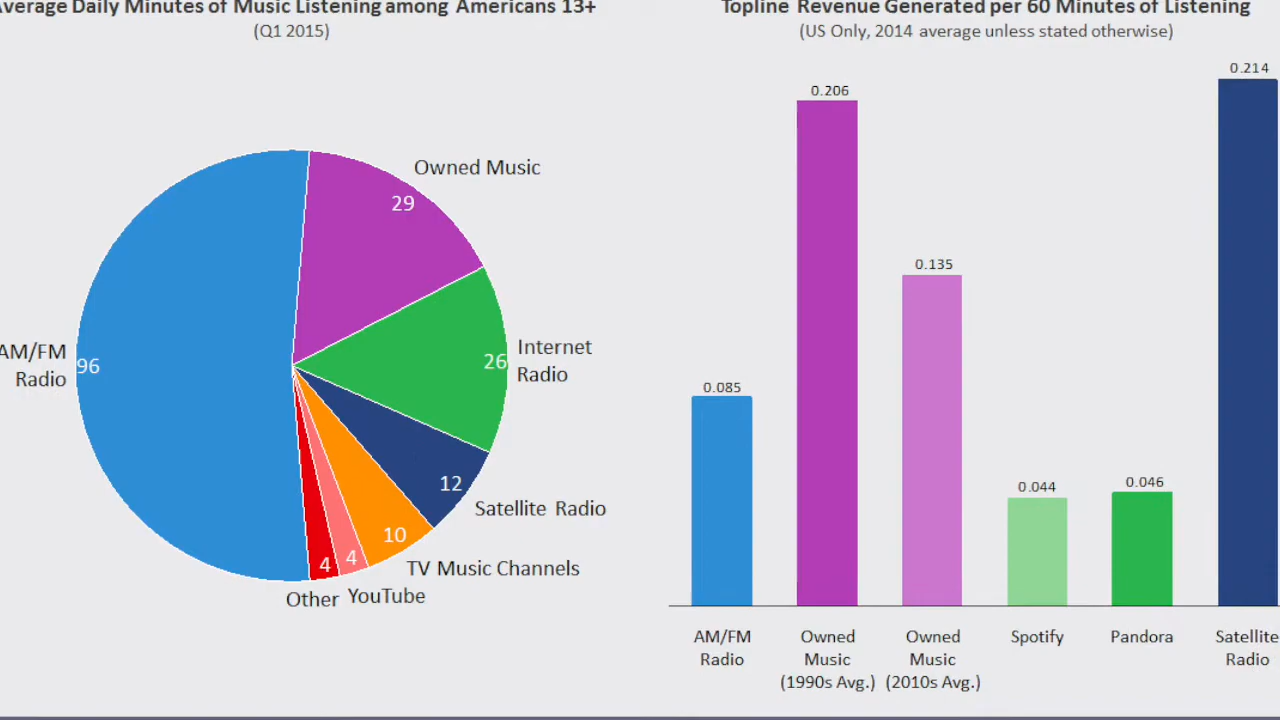 Average Daily Minutes of Music Listening among Americans 13+
(Q1 2015)
Owned Music
29
AM/FM
Radio
96
26
Internet
Radio
12
Satellite Radio
10
TV Music Channels
4
4
Other
YouTube
Topline Revenue Generated per 60 Minutes of Listening
(US Only, 2014 average unless stated otherwise)
0.085
0.206
0.135
0.044
0.046
0.214
AM/FM
Radio
Owned
Music
(1990s Avg.)
Owned
Music
(2010s Avg.)
Spotify
Pandora
Satellite
Radio